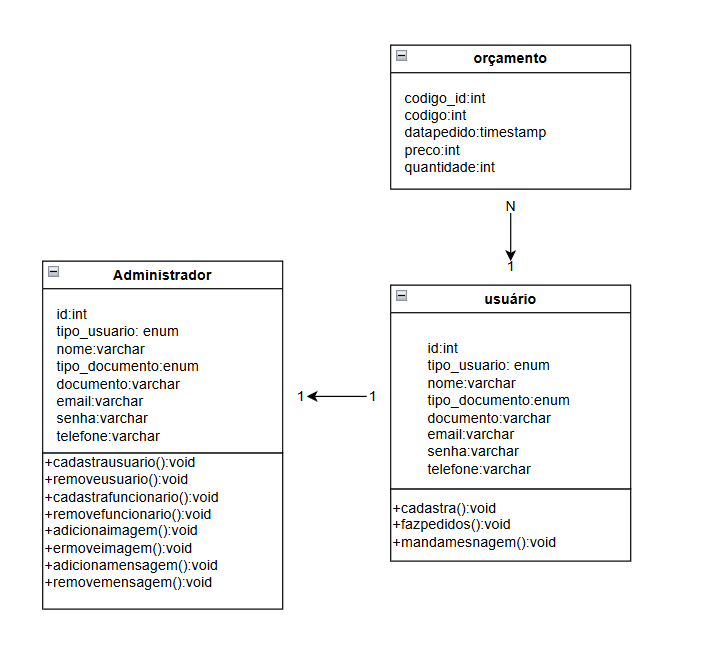 orçamento
codigo_id:int
codigo:int
datapedido:timestamp
preco:int
quantidade:int
N
1
Administrador
id:int
tipo_usuario: enum
nome:varchar
tipo_documento:enum
documento:varchar
email:varchar
senha:varchar
telefone:varchar
+cadastrausuario():void
+removeusuario():void
+cadastrafuncionario():void
+removefuncionario():void
+adicionaimagem():void
+ermoveimagem():void
+adicionamensagem():void
+removemensagem():void
1
1
usuário
id:int
tipo_usuario: enum
nome:varchar
tipo_documento:enum
documento:varchar
email:varchar
senha:varchar
telefone:varchar
+cadastra():void
+fazpedidos():void
+mandamesnagem():void